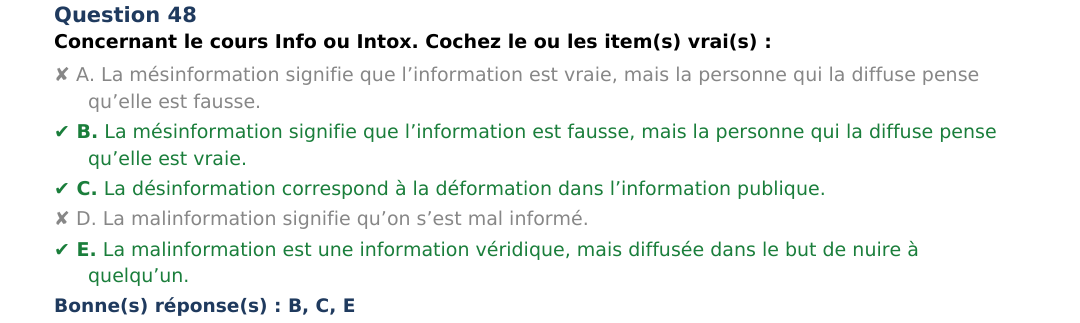 Question 48
Concernant le cours Info ou Intox. Cochez le ou les item(s) vrai(s) :
✘ A. La mésinformation signifie que l’information est vraie, mais la personne qui la diffuse pense
qu’elle est fausse.
✔ B. La mésinformation signifie que l’information est fausse, mais la personne qui la diffuse pense
qu’elle est vraie.
✔ C. La désinformation correspond à la déformation dans l’information publique.
✘ D. La malinformation signifie qu’on s’est mal informé.
✔ E. La malinformation est une information véridique, mais diffusée dans le but de nuire à
quelqu’un.
Bonne(s) réponse(s) : B, C, E